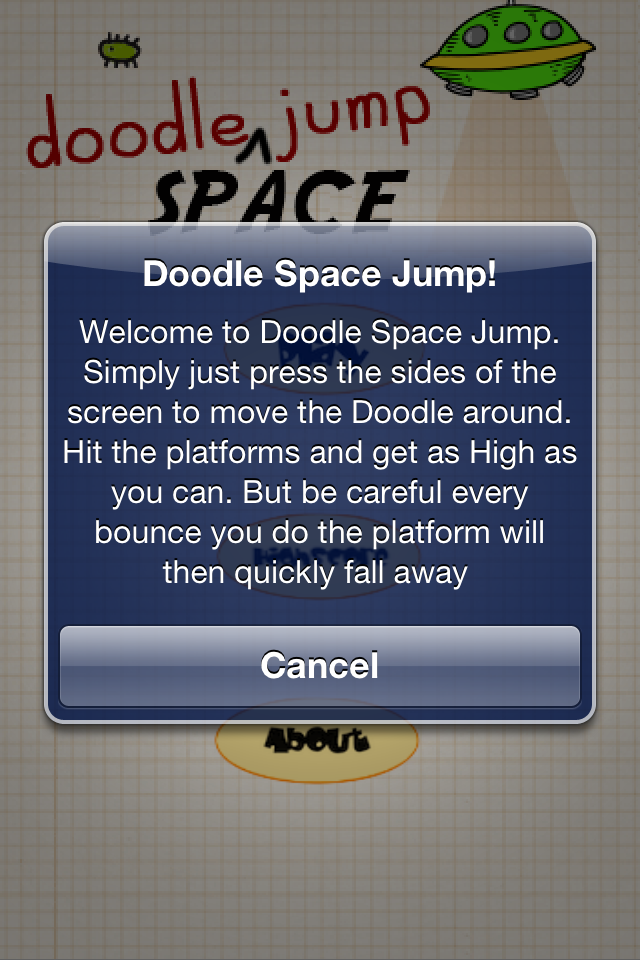 doodle jump
^
SPACE
Doodle Space Jump!
Welcome to Doodle Space Jump.
Simply just press the sides of the
screen to move the Doodle around.
Hit the platforms and get as High as
you can. But be careful every
bounce you do the platform will
then quickly fall away
play
highscore
Cancel
About